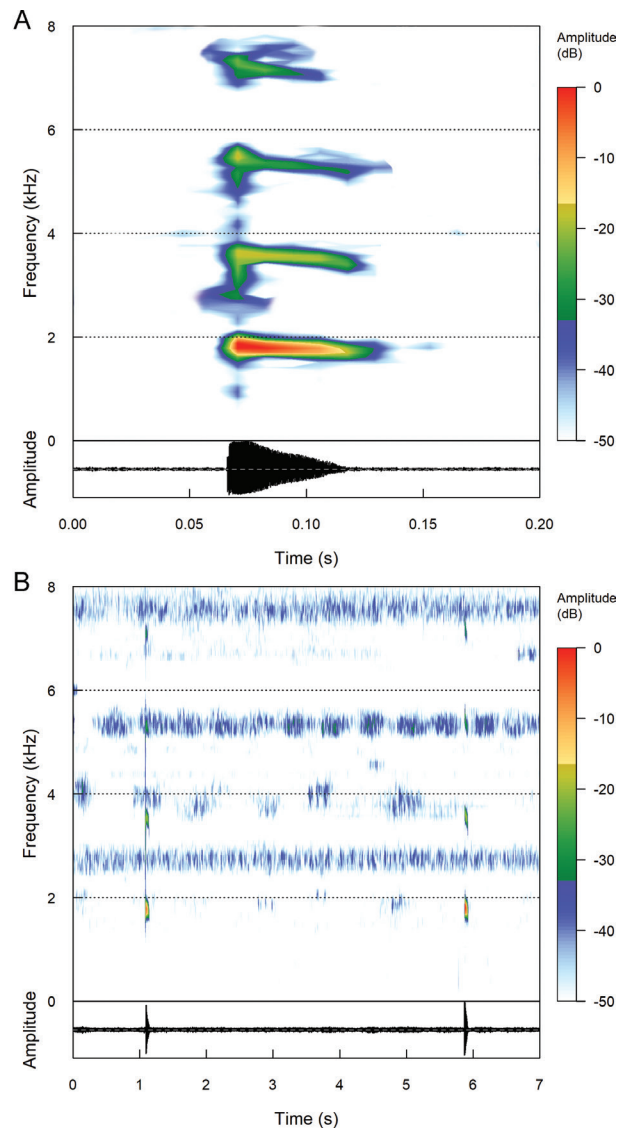 A
Amplitude
(dB)
8
6
4
2
0
Frequency (kHz)
Amplitude
0
-10
-20
-30
-40
-50
0.00 0.05 0.10 0.15 0.20
Time (s)
B
Amplitude
(dB)
8
6
4
2
0
Frequency (kHz)
Amplitude
0
-10
-20
-30
-40
-50
0 1 2 3 4 5 6 7
Time (s)